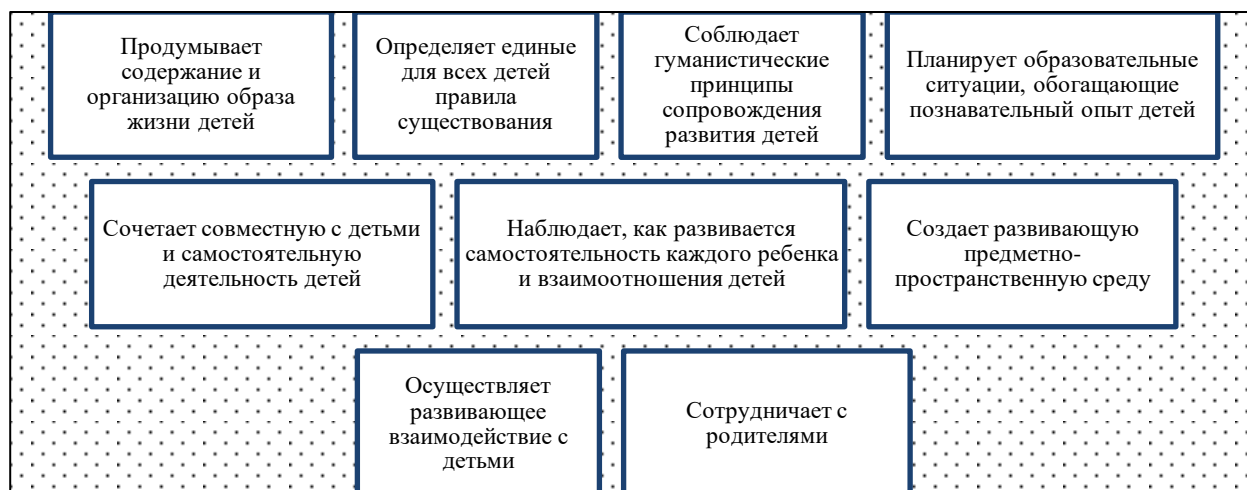 Продумывает
содержание и
организацию образа
жизни детей
Определяет единые
для всех детей
правила
существования
Соблюдает
гуманистические
принципы
сопровождения
развития детей
Планирует образовательные
ситуации, обогащающие
познавательный опыт детей
Сочетает совместную с детьми
и самостоятельную
деятельность детей
Наблюдает, как развивается
самостоятельность каждого ребенка
и взаимоотношения детей
Создает развивающую
предметно-
пространственную среду
Осуществляет
развивающее
взаимодействие с
детьми
Сотрудничает с
родителями